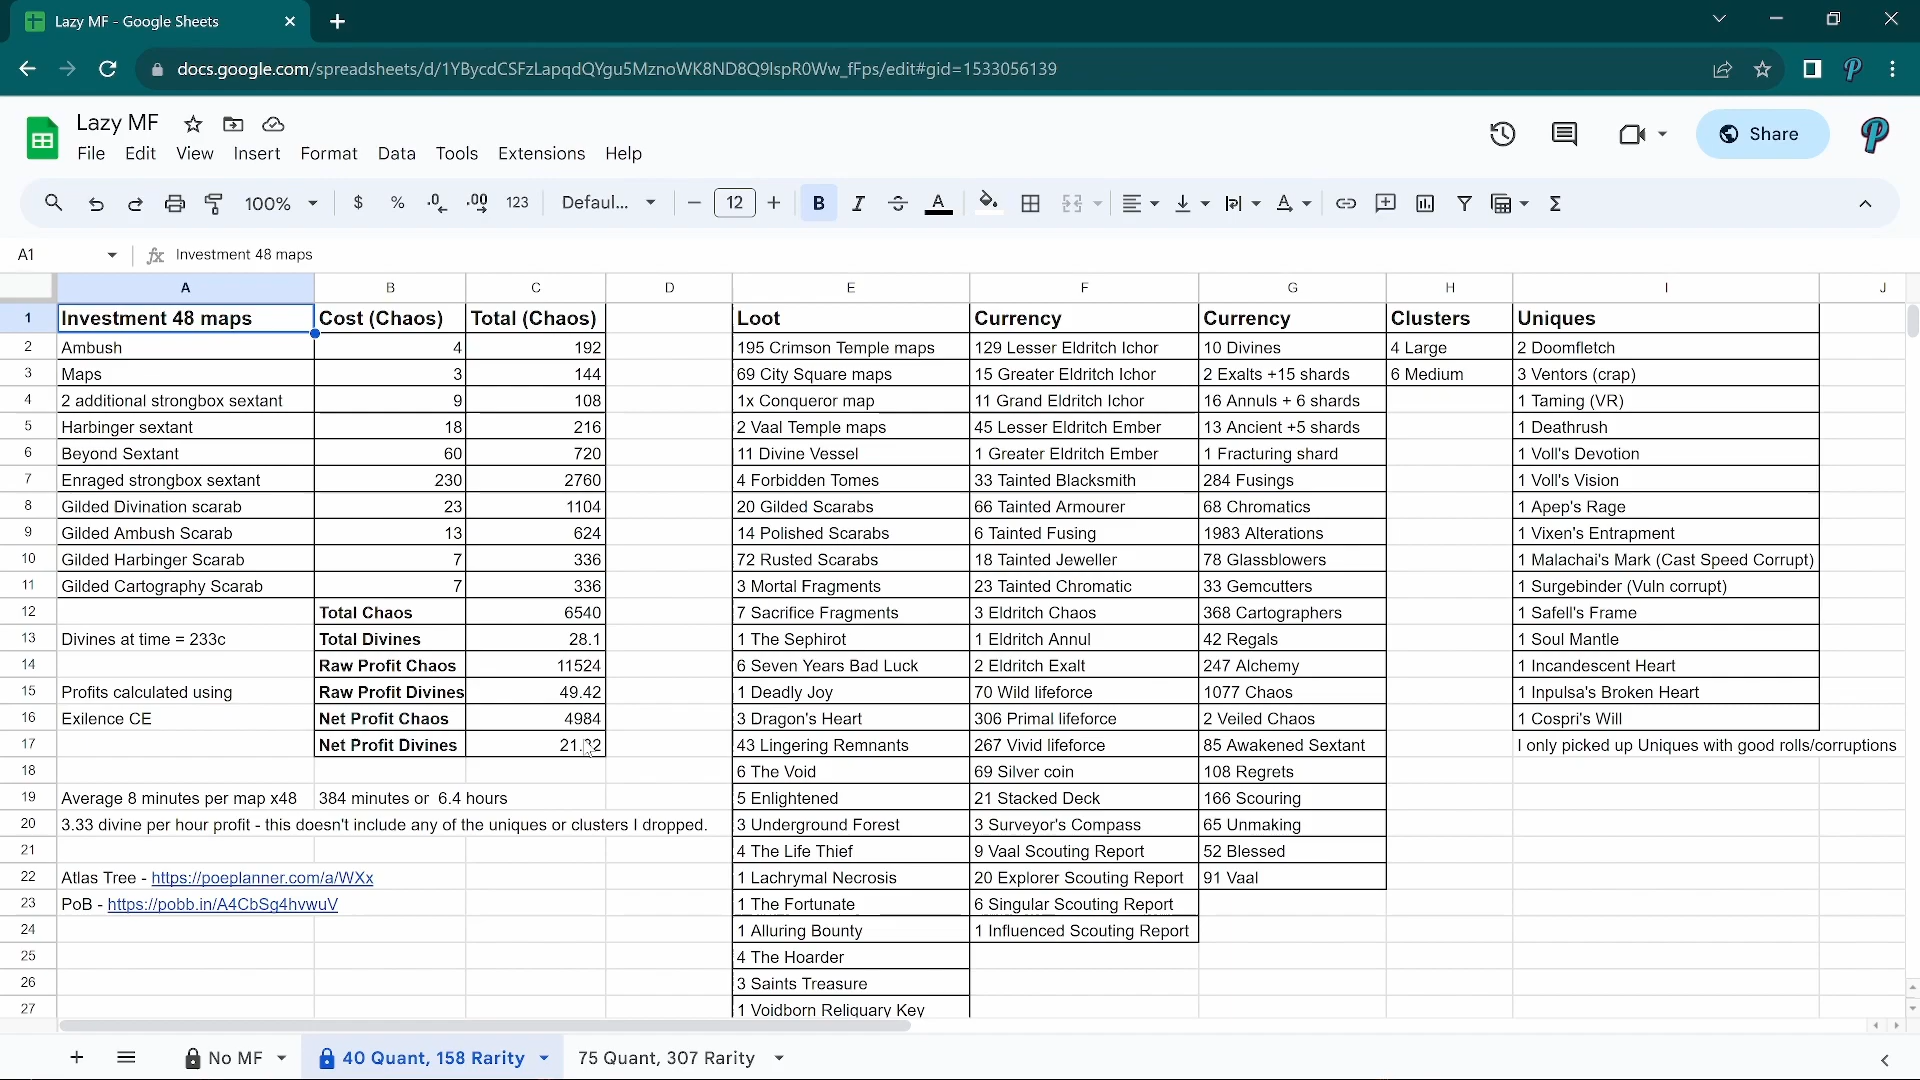 Lazy MF - Google Sheets
docs.google.com/spreadsheets/d/1YBycdCSFzLapqdQYgu5MznoWK8ND8Q9lspR0Ww_fFps/edit#gid=1533056139
Lazy MF
File Edit View Insert Format Data Tools Extensions Help
Share
100% $ % .0 .00 123 Defaul... 12 B I A
A1 fx Investment 48 maps
A B C D E F G H I J
1 Investment 48 maps Cost (Chaos) Total (Chaos) Loot Currency Currency Clusters Uniques
2 Ambush 4 192 195 Crimson Temple maps 129 Lesser Eldritch Ichor 10 Divines 4 Large 2 Doomfletch
3 Maps 3 144 69 City Square maps 15 Greater Eldritch Ichor 2 Exalts +15 shards 6 Medium 3 Ventors (crap)
4 2 additional strongbox sextant 9 108 1x Conqueror map 11 Grand Eldritch Ichor 16 Annuls + 6 shards 1 Taming (VR)
5 Harbinger sextant 18 216 2 Vaal Temple maps 45 Lesser Eldritch Ember 13 Ancient +5 shards 1 Deathrush
6 Beyond Sextant 60 720 11 Divine Vessel 1 Greater Eldritch Ember 1 Fracturing shard 1 Voll's Devotion
7 Enraged strongbox sextant 230 2760 4 Forbidden Tomes 33 Tainted Blacksmith 284 Fusings 1 Voll's Vision
8 Gilded Divination scarab 23 1104 20 Gilded Scarabs 66 Tainted Armourer 68 Chromatics 1 Apep's Rage
9 Gilded Ambush Scarab 13 624 14 Polished Scarabs 6 Tainted Fusing 1983 Alterations 1 Vixen's Entrapment
10 Gilded Harbinger Scarab 7 336 72 Rusted Scarabs 18 Tainted Jeweller 78 Glassblowers 1 Malachai's Mark (Cast Speed Corrupt)
11 Gilded Cartography Scarab 7 336 3 Mortal Fragments 23 Tainted Chromatic 33 Gemcutters 1 Surgebinder (Vuln corrupt)
12 Total Chaos 6540 7 Sacrifice Fragments 3 Eldritch Chaos 368 Cartographers 1 Safell's Frame
13 Divines at time = 233c Total Divines 28.1 1 The Sephirot 1 Eldritch Annul 42 Regals 1 Soul Mantle
14 Raw Profit Chaos 11524 6 Seven Years Bad Luck 2 Eldritch Exalt 247 Alchemy 1 Incandescent Heart
15 Profits calculated using Raw Profit Divines 49.42 1 Deadly Joy 70 Wild lifeforce 1077 Chaos 1 Inpulsa's Broken Heart
16 Exilence CE Net Profit Chaos 4984 3 Dragon's Heart 306 Primal lifeforce 2 Veiled Chaos 1 Cospri's Will
17 Net Profit Divines 43 Lingering Remnants 267 Vivid lifeforce 85 Awakened Sextant I only picked up Uniques with good rolls/corruptions
18 6 The Void 69 Silver coin 108 Regrets
19 Average 8 minutes per map x48 384 minutes or 6.4 hours 5 Enlightened 21 Stacked Deck 166 Scouring
20 3.33 divine per hour profit - this doesn't include any of the uniques or clusters I dropped. 3 Underground Forest 3 Surveyor's Compass 65 Unmaking
21 4 The Life Thief 9 Vaal Scouting Report 52 Blessed
22 Atlas Tree - https://poeplanner.com/a/WXx 1 Lachrymal Necrosis 20 Explorer Scouting Report 91 Vaal
23 PoB - https://pobb.in/A4CbSg4hvwuV 1 The Fortunate 6 Singular Scouting Report
24 1 Alluring Bounty 1 Influenced Scouting Report
25 4 The Hoarder
26 3 Saints Treasure
27 1 Voidborn Reliquary Key
No MF 40 Quant, 158 Rarity 75 Quant, 307 Rarity